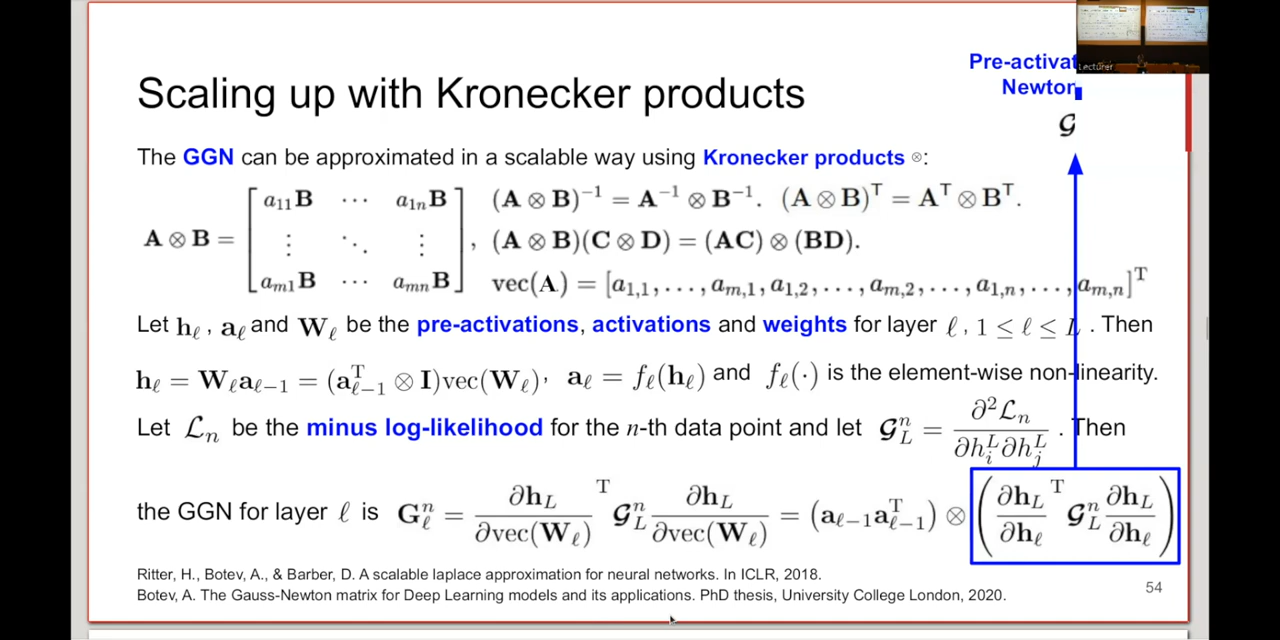 Lecturer
Pre-activat
Newton
𝒢
Scaling up with Kronecker products
The GGN can be approximated in a scalable way using Kronecker products ⊗:
A ⊗ B = [ a₁₁B ⋯ a₁ₙB ; ⋮ ⋱ ⋮ ; aₘ₁B ⋯ aₘₙB ],
(A ⊗ B)⁻¹ = A⁻¹ ⊗ B⁻¹. (A ⊗ B)ᵀ = Aᵀ ⊗ Bᵀ.
(A ⊗ B)(C ⊗ D) = (AC) ⊗ (BD).
vec(A) = [a₁,₁, . . . , aₘ,₁, a₁,₂, . . . , aₘ,₂, . . . , a₁,ₙ, . . . , aₘ,ₙ]ᵀ
Let h_ℓ, a_ℓ and W_ℓ be the pre-activations, activations and weights for layer ℓ, 1 ≤ ℓ ≤ L . Then
h_ℓ = W_ℓ a_{ℓ−1} = (a_{ℓ−1}^T ⊗ I)vec(W_ℓ), a_ℓ = f_ℓ(h_ℓ) and f_ℓ(·) is the element-wise non-linearity.
Let ℒ_n be the minus log-likelihood for the n-th data point and let 𝒢_L^n = ∂²ℒ_n / ∂h_i^L ∂h_j^L . Then
the GGN for layer ℓ is G_ℓ^n = ∂h_L/∂vec(W_ℓ)^T 𝒢_L^n ∂h_L/∂vec(W_ℓ) = (a_{ℓ−1} a_{ℓ−1}^T) ⊗ (∂h_L/∂h_ℓ^T 𝒢_L^n ∂h_L/∂h_ℓ)
Ritter, H., Botev, A., & Barber, D. A scalable laplace approximation for neural networks. In ICLR, 2018.
Botev, A. The Gauss-Newton matrix for Deep Learning models and its applications. PhD thesis, University College London, 2020.
54